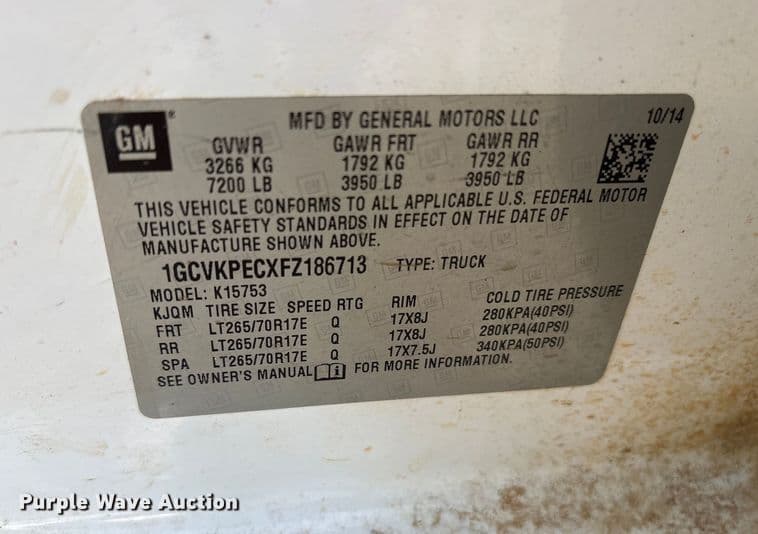 GM
MFD BY GENERAL MOTORS LLC 10/14
GVWR GAWR FRT GAWR RR
3266 KG 1792 KG 1792 KG
7200 LB 3950 LB 3950 LB
THIS VEHICLE CONFORMS TO ALL APPLICABLE U.S. FEDERAL MOTOR
VEHICLE SAFETY STANDARDS IN EFFECT ON THE DATE OF
MANUFACTURE SHOWN ABOVE.
1GCVKPECXFZ186713 TYPE: TRUCK
MODEL: K15753
KJQM TIRE SIZE SPEED RTG RIM COLD TIRE PRESSURE
FRT LT265/70R17E Q 17X8J 280KPA(40PSI)
RR LT265/70R17E Q 17X8J 280KPA(40PSI)
SPA LT265/70R17E Q 17X7.5J 340KPA(50PSI)
SEE OWNER'S MANUAL FOR MORE INFORMATION.
Purple Wave Auction